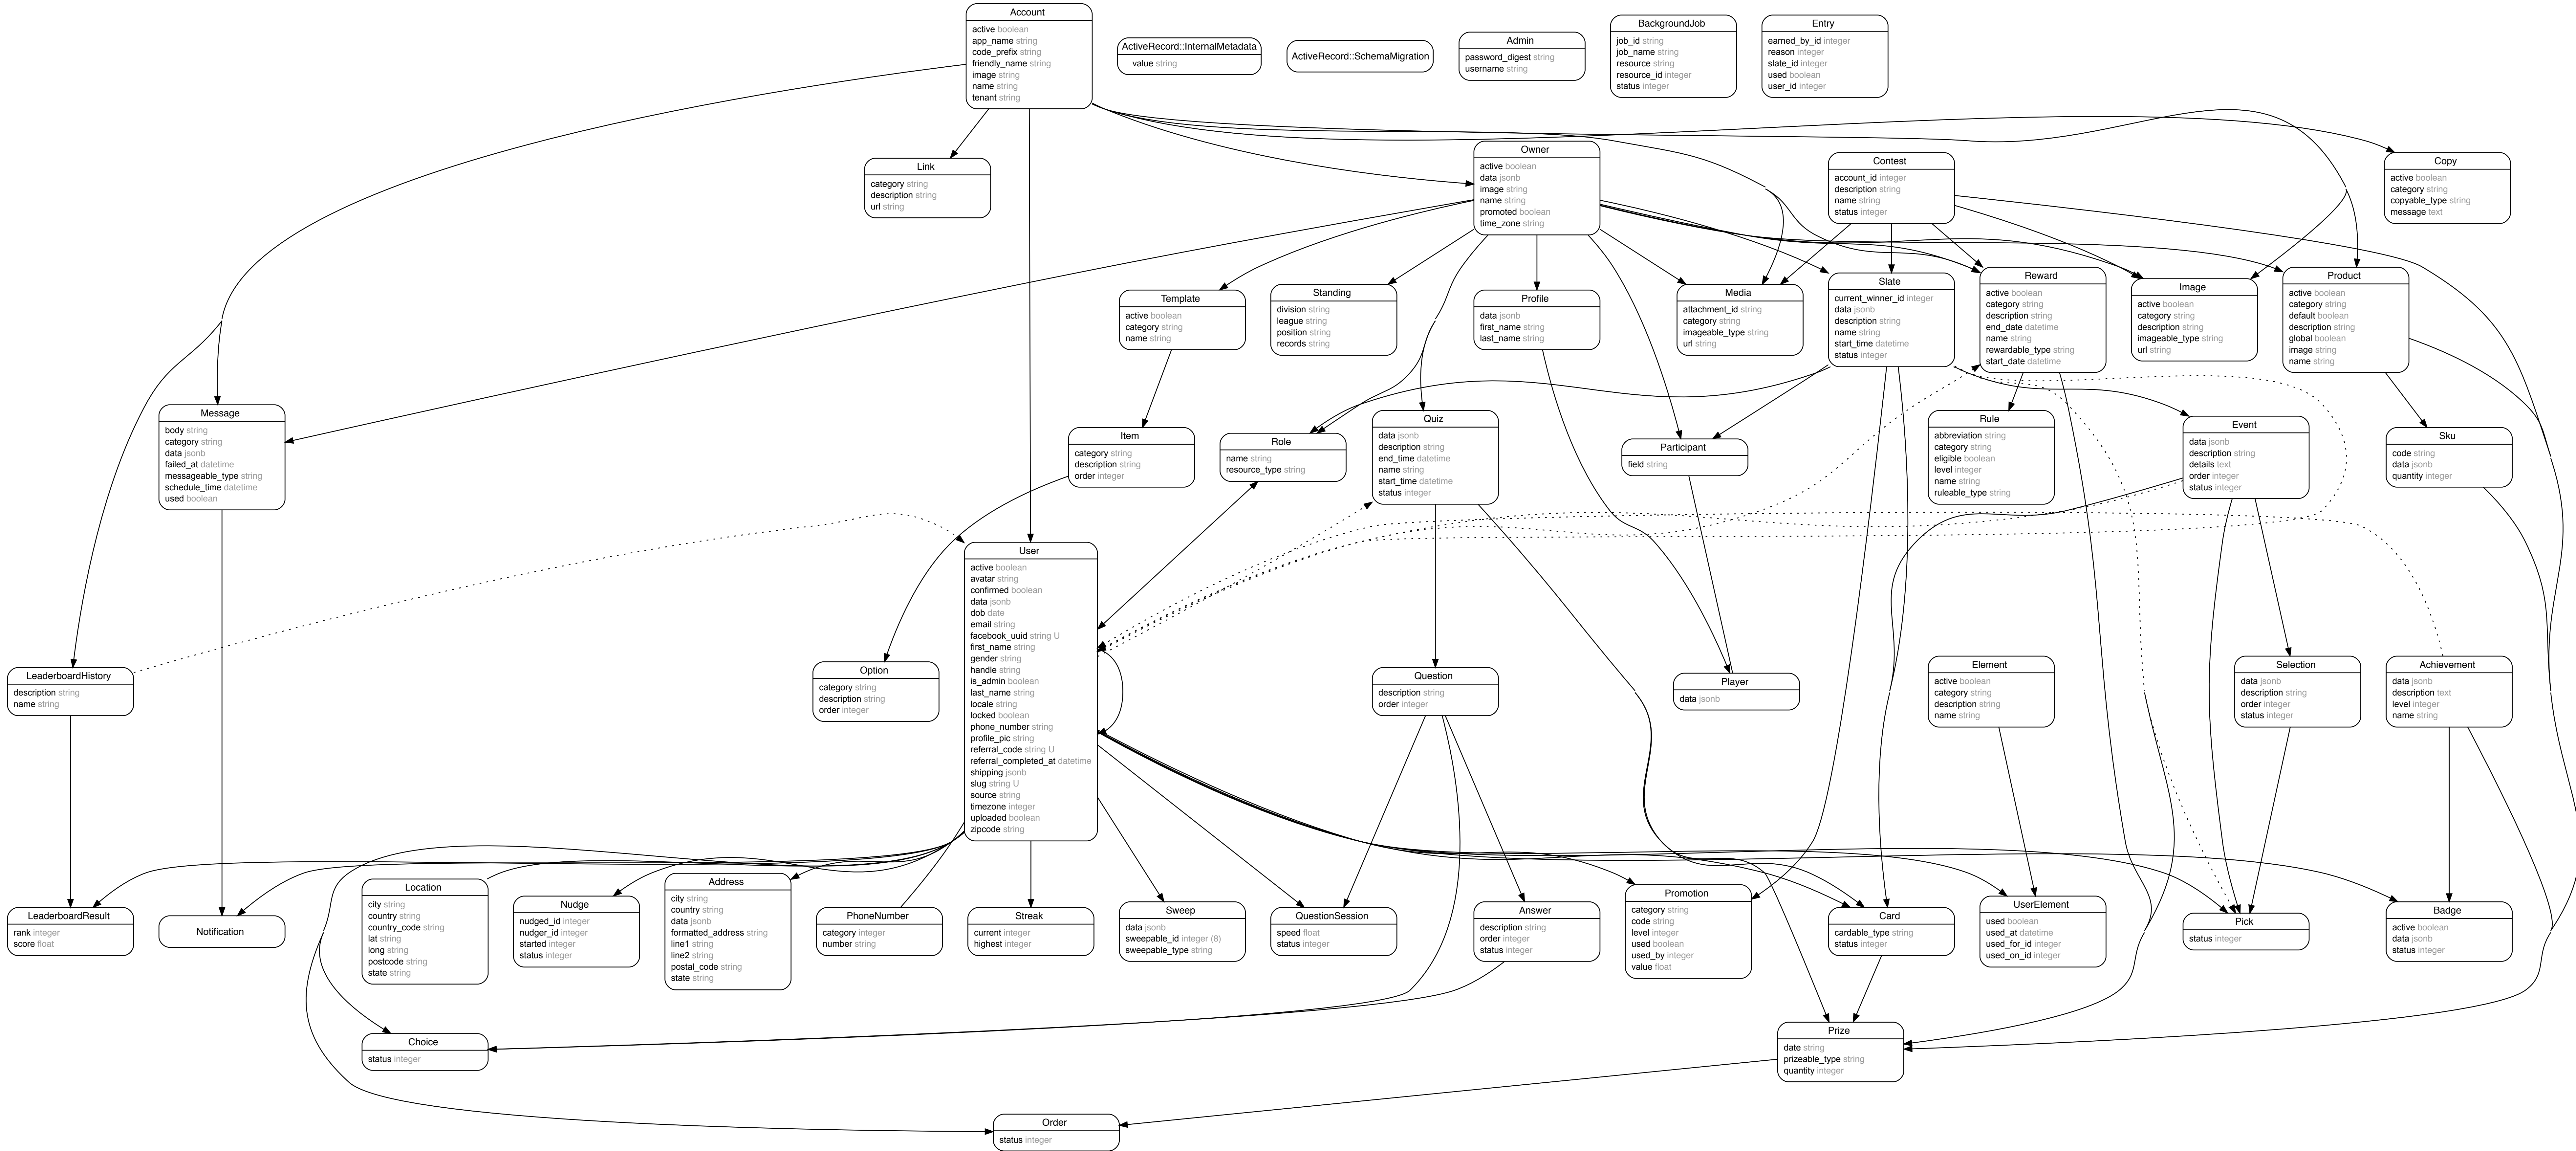 Account
active boolean
app_name string
code_prefix string
friendly_name string
image string
name string
tenant string
ActiveRecord::InternalMetadata
value string
ActiveRecord::SchemaMigration
Admin
password_digest string
username string
BackgroundJob
job_id string
job_name string
resource string
resource_id integer
status integer
Entry
earned_by_id integer
reason integer
slate_id integer
used boolean
user_id integer
Link
category string
description string
url string
Owner
active boolean
data jsonb
image string
name string
promoted boolean
time_zone string
Contest
account_id integer
description string
name string
status integer
Copy
active boolean
category string
copyable_type string
message text
Template
active boolean
category string
name string
Standing
division string
league string
position string
records string
Profile
data jsonb
first_name string
last_name string
Media
attachment_id string
category string
imageable_type string
url string
Slate
current_winner_id integer
data jsonb
description string
name string
start_time datetime
status integer
Reward
active boolean
category string
description string
end_date datetime
name string
rewardable_type string
start_date datetime
Image
active boolean
category string
description string
imageable_type string
url string
Product
active boolean
category string
default boolean
description string
global boolean
image string
name string
Message
body string
category string
data jsonb
failed_at datetime
messageable_type string
schedule_time datetime
used boolean
Item
category string
description string
order integer
Role
name string
resource_type string
Quiz
data jsonb
description string
end_time datetime
name string
start_time datetime
status integer
Participant
field string
Rule
abbreviation string
category string
eligible boolean
level integer
name string
ruleable_type string
Event
data jsonb
description string
details text
order integer
status integer
Sku
code string
data jsonb
quantity integer
User
active boolean
avatar string
confirmed boolean
data jsonb
dob date
email string
facebook_uuid string U
first_name string
gender string
handle string
is_admin boolean
last_name string
locale string
locked boolean
phone_number string
profile_pic string
referral_code string U
referral_completed_at datetime
shipping jsonb
slug string U
source string
timezone integer
uploaded boolean
zipcode string
LeaderboardHistory
description string
name string
Option
category string
description string
order integer
Question
description string
order integer
Player
data jsonb
Element
active boolean
category string
description string
name string
Selection
data jsonb
description string
order integer
status integer
Achievement
data jsonb
description text
level integer
name string
LeaderboardResult
rank integer
score float
Notification
Location
city string
country string
country_code string
lat string
long string
postcode string
state string
Nudge
nudged_id integer
nudger_id integer
started integer
status integer
Address
city string
country string
data jsonb
formatted_address string
line1 string
line2 string
postal_code string
state string
PhoneNumber
category integer
number string
Streak
current integer
highest integer
Sweep
data jsonb
sweepable_id integer (8)
sweepable_type string
QuestionSession
speed float
status integer
Answer
description string
order integer
status integer
Promotion
category string
code string
level integer
used boolean
used_by integer
value float
Card
cardable_type string
status integer
UserElement
used boolean
used_at datetime
used_for_id integer
used_on_id integer
Pick
status integer
Badge
active boolean
data jsonb
status integer
Choice
status integer
Prize
date string
prizeable_type string
quantity integer
Order
status integer